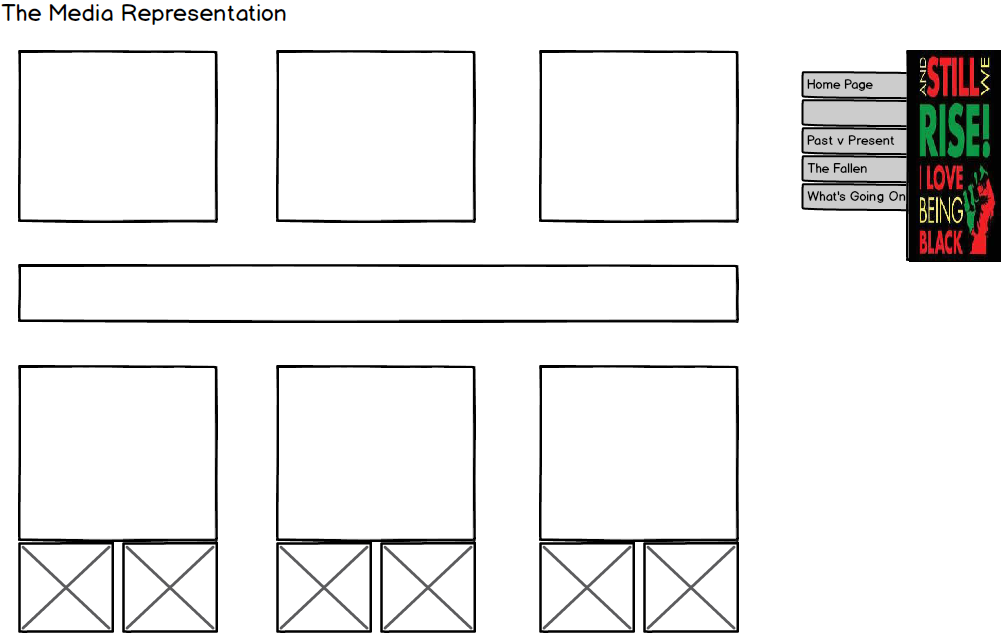 The Media Representation
Home Page
Past v Present
The Fallen
What's Going On
AND STILL WE
RISE!
I LOVE
BEING
BLACK